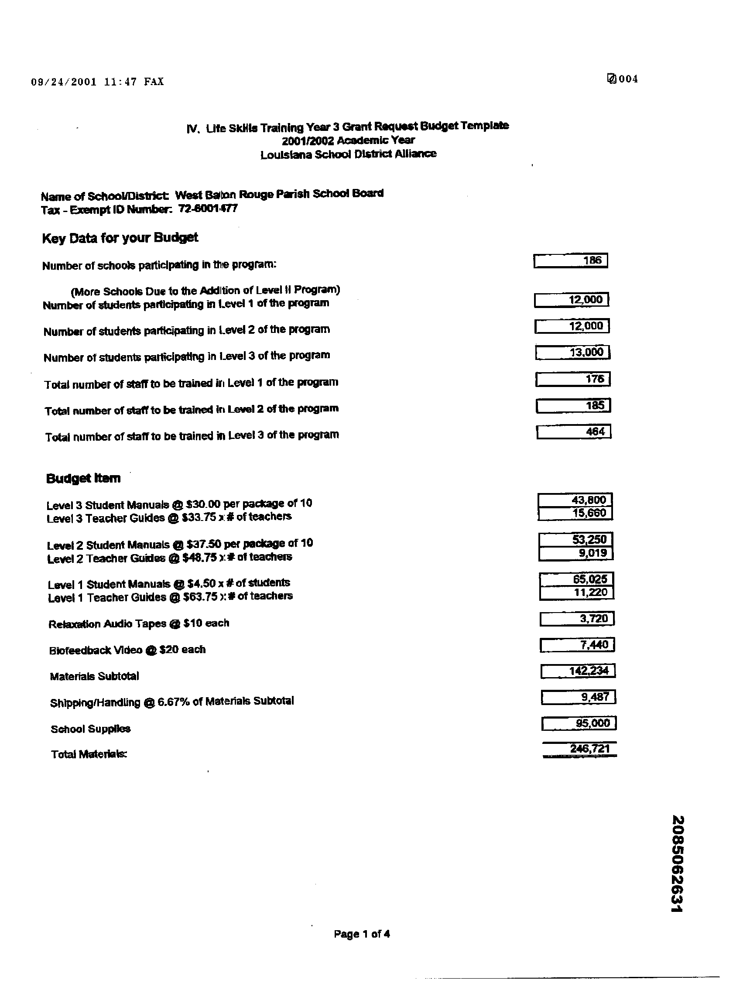 09/24/2001 11:47 FAX 004
IV. Life Skills Training Year 3 Grant Request Budget Template
2001/2002 Academic Year
Louisiana School District Alliance
Name of School/District: West Baton Rouge Parish School Board
Tax - Exempt ID Number: 72-6001477
Key Data for your Budget
Number of schools participating in the program: 186
(More Schools Due to the Addition of Level II Program)
Number of students participating in Level 1 of the program 12,000
Number of students participating in Level 2 of the program 12,000
Number of students participating in Level 3 of the program 13,000
Total number of staff to be trained in Level 1 of the program 176
Total number of staff to be trained in Level 2 of the program 185
Total number of staff to be trained in Level 3 of the program 464
Budget Item
Level 3 Student Manuals @ $30.00 per package of 10 43,800
Level 3 Teacher Guides @ $33.75 x # of teachers 15,660
Level 2 Student Manuals @ $37.50 per package of 10 53,250
Level 2 Teacher Guides @ $48.75 x # of teachers 9,019
Level 1 Student Manuals @ $4.50 x # of students 65,025
Level 1 Teacher Guides @ $63.75 x # of teachers 11,220
Relaxation Audio Tapes @ $10 each 3,720
Biofeedback Video @ $20 each 7,440
Materials Subtotal 142,234
Shipping/Handling @ 6.67% of Materials Subtotal 9,487
School Supplies 95,000
Total Materials: 246,721
2085062631
Page 1 of 4